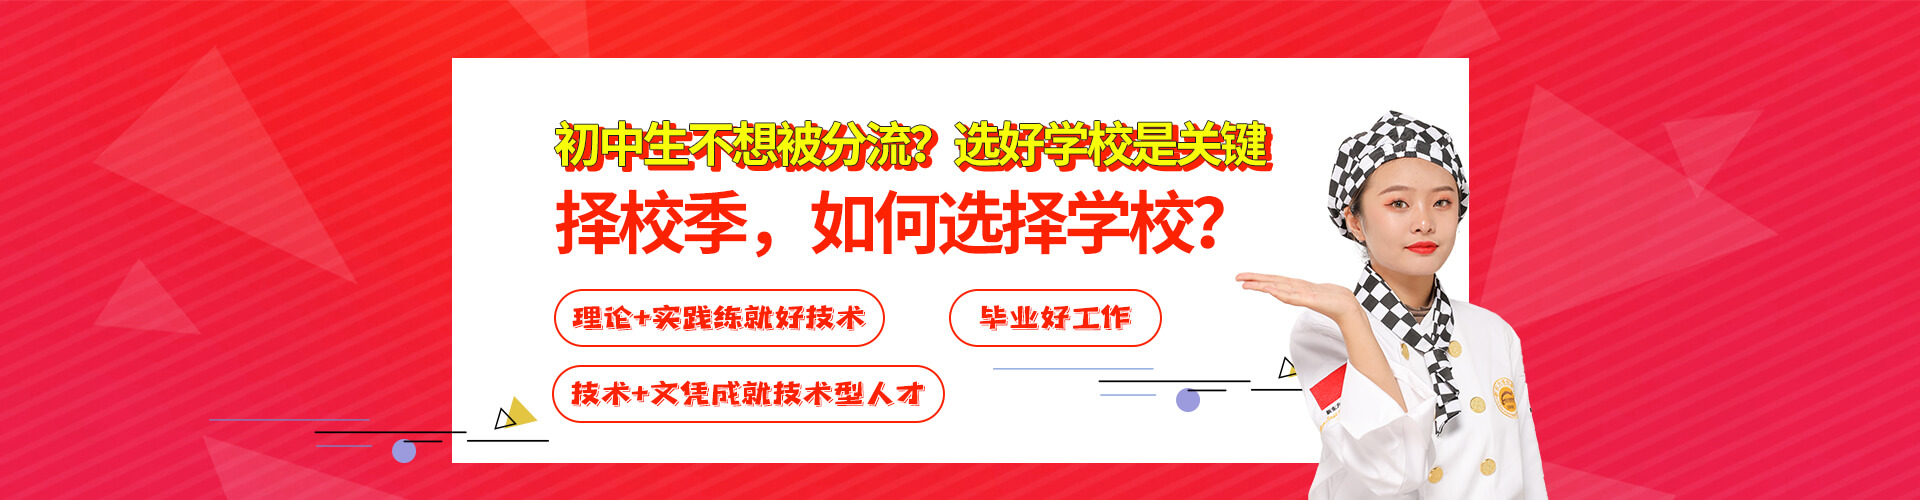 初中生不想被分流？选好学校是关键
择校季，如何选择学校？
理论+实践练就好技术
毕业好工作
技术+文凭成就技术型人才